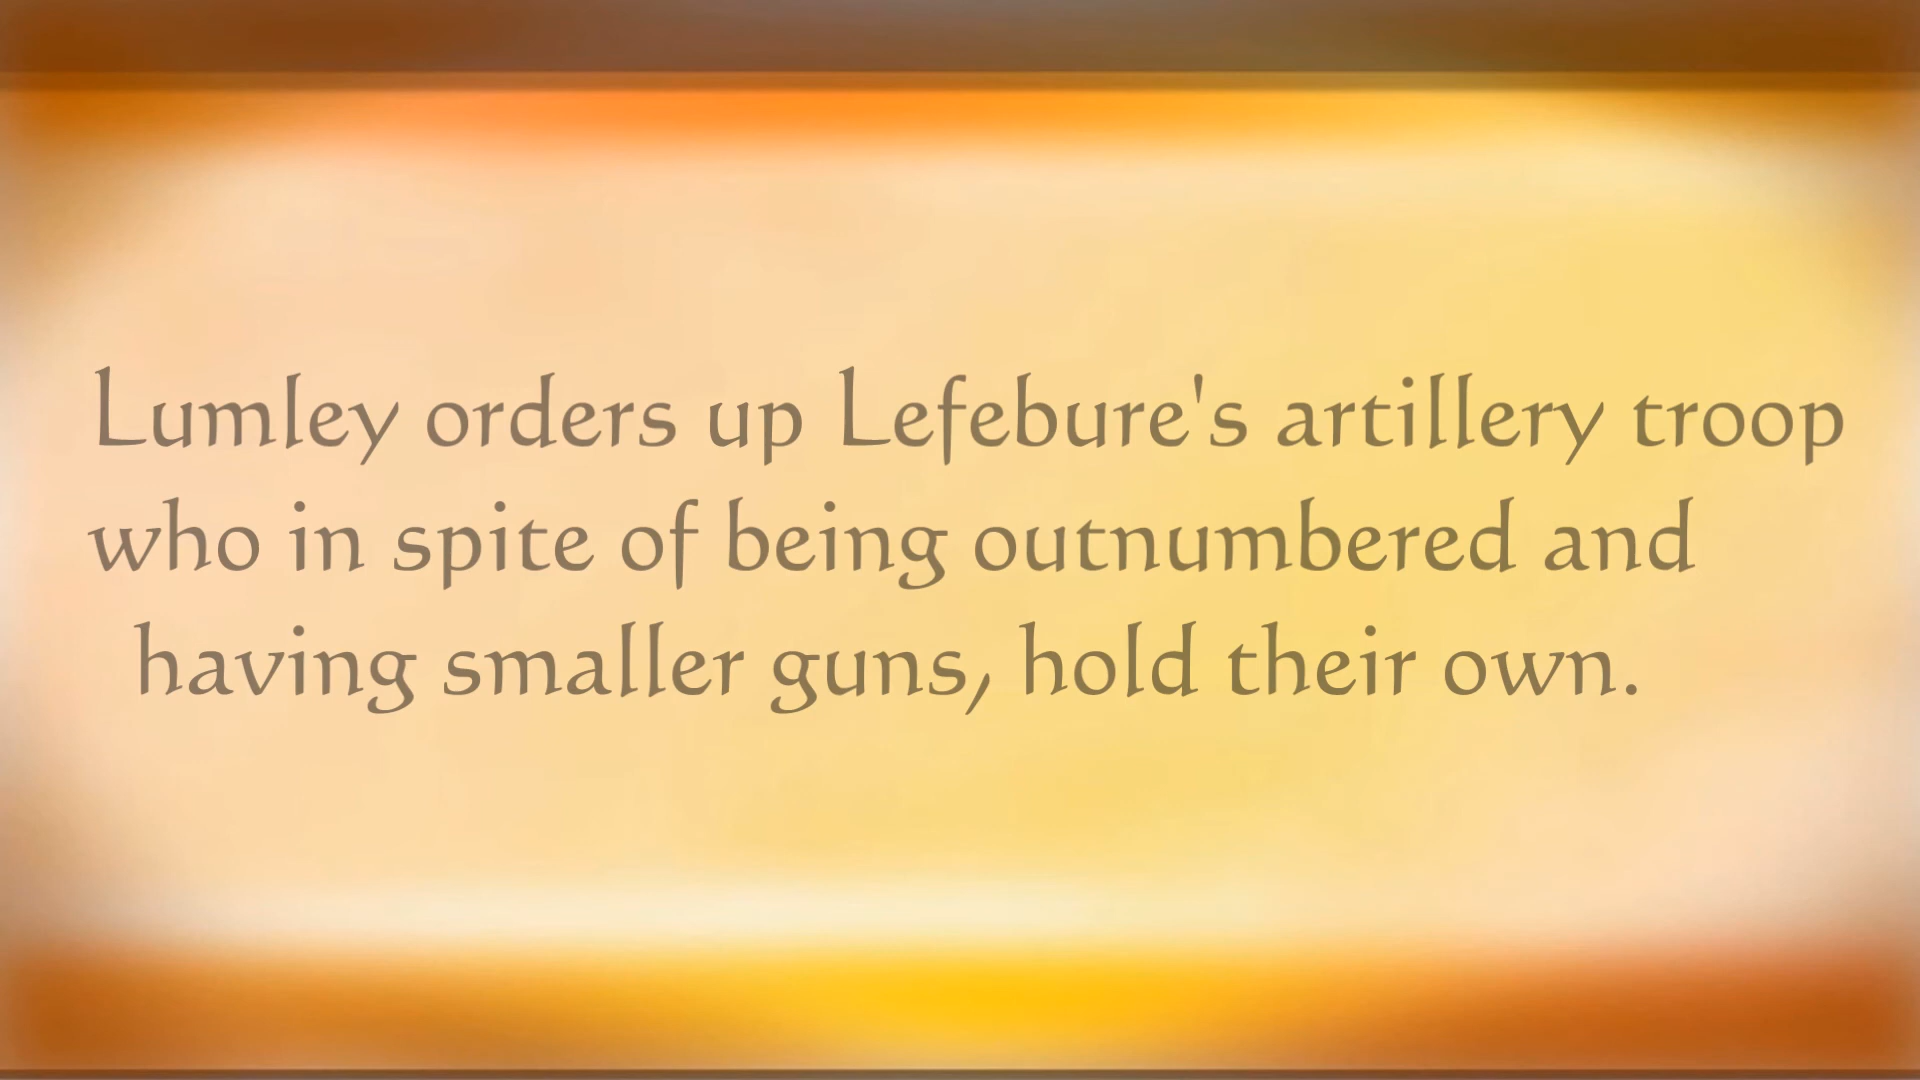 Lumley orders up Lefebure's artillery troop
who in spite of being outnumbered and
having smaller guns, hold their own.